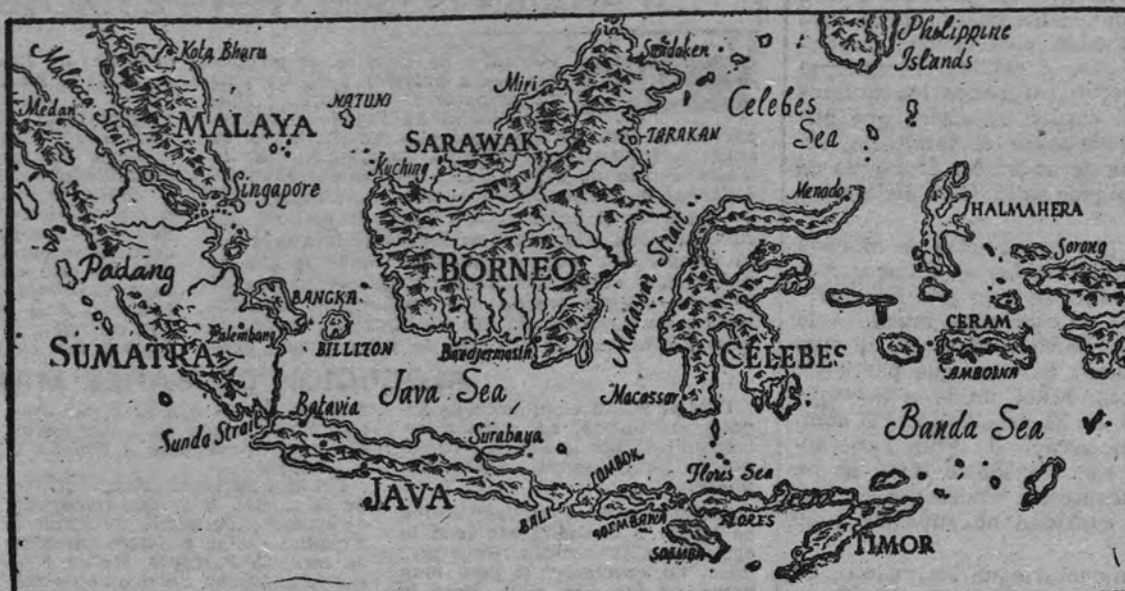 Philippine
Islands
Kota Bharu
Sandaken
Malacca
Strait
Miri
Medan
NATUNI
Celebes
Sea
MALAYA
SARAWAK
TARAKAN
Kuching
Singapore
Menado
HALMAHERA
Sorong
Padang
BORNEO
Macassar Strait
BANGKA
Palembang
BILLITON
CERAM
SUMATRA
Bandjermasin
CELEBES
AMBOINA
Java Sea
Macassar
Batavia
Sunda Strait
Surabaya
Banda Sea
LOMBOK
Flores Sea
JAVA
BALI
SOEMBAWA
FLORES
SOEMBA
TIMOR